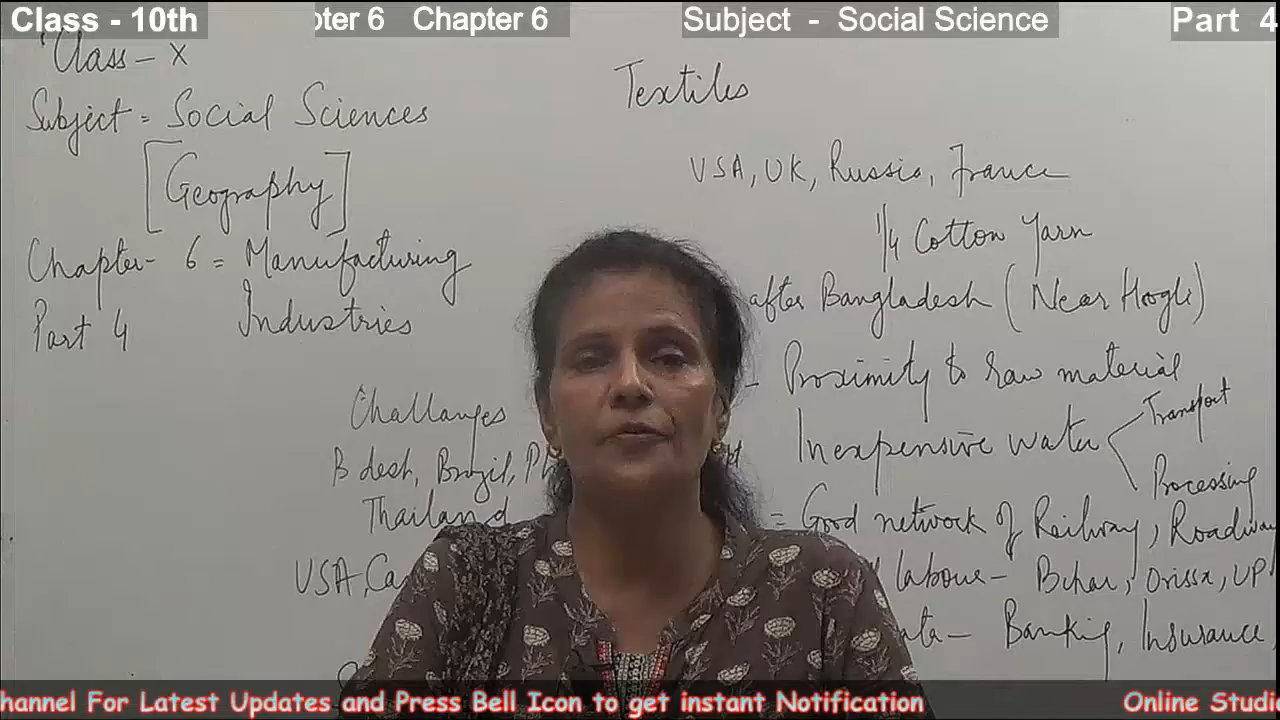 Class - 10th
pter 6 Chapter 6
Subject - Social Science
Part 4
Class - X
Subject = Social Sciences
[Geography]
Chapter- 6 = Manufacturing
Part 4 Industries
Challanges
B desh, Brazil,
Thailand
USA, Ca
Textiles
USA, UK, Russia, France
1/4 Cotton Yarn
after Bangladesh (Near Hoogli)
- Proximity to raw material
Inexpensive water Transport
Processing
= Good network of Railway, Roadway
labour - Bihar, Orissa, UP
- Banking, Insurance
hannel For Latest Updates and Press Bell Icon to get instant Notification
Online Studi